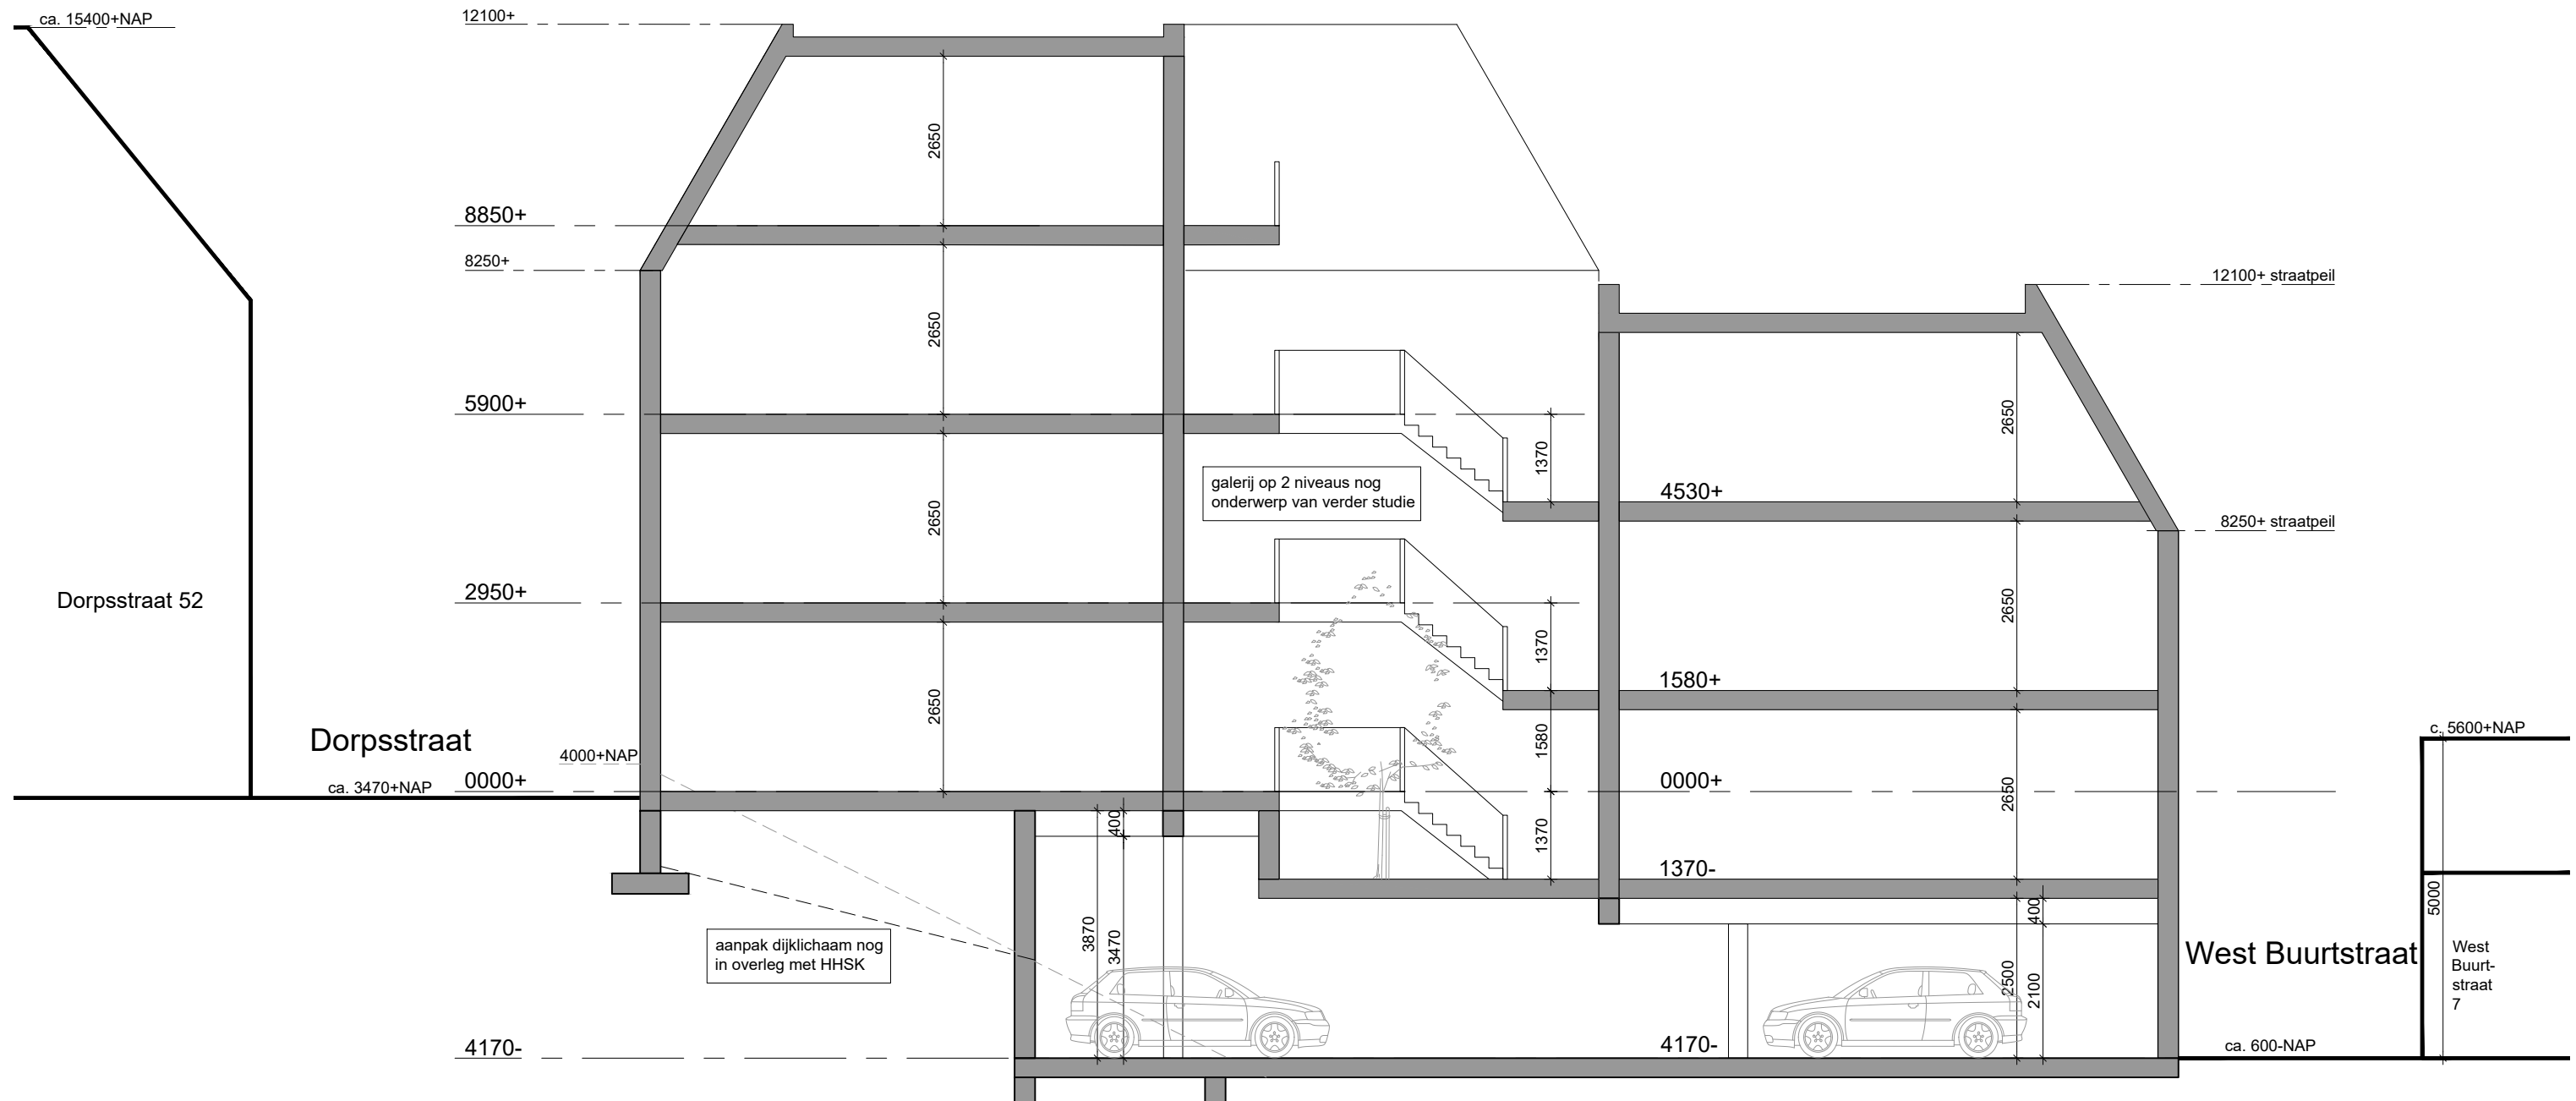 ca. 15400+NAP
12100+
8850+
8250+
5900+
2950+
Dorpsstraat 52
Dorpsstraat
4000+NAP
ca. 3470+NAP
0000+
4170-
2650
2650
2650
2650
galerij op 2 niveaus nog
onderwerp van verder studie
aanpak dijklichaam nog
in overleg met HHSK
400
3870
3470
1370
1370
1580
1370
4530+
1580+
0000+
1370-
4170-
2650
2650
2650
400
2500
2100
12100+ straatpeil
8250+ straatpeil
c. 5600+NAP
5000
West Buurtstraat
West
Buurt-
straat
7
ca. 600-NAP